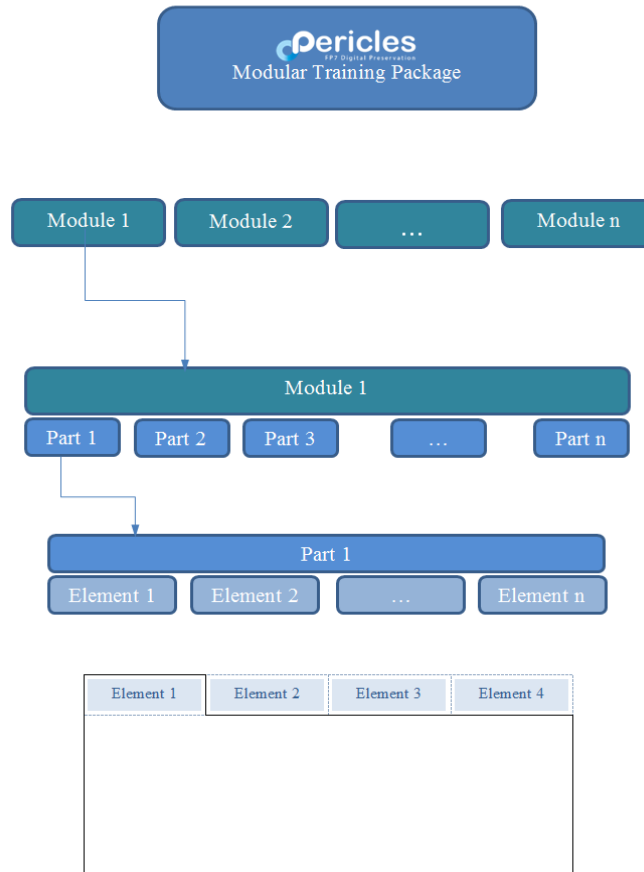 Pericles
FP7 Digital Preservation
Modular Training Package
Module 1 Module 2 ... Module n
Module 1
Part 1 Part 2 Part 3 ... Part n
Part 1
Element 1 Element 2 ... Element n
Element 1 Element 2 Element 3 Element 4